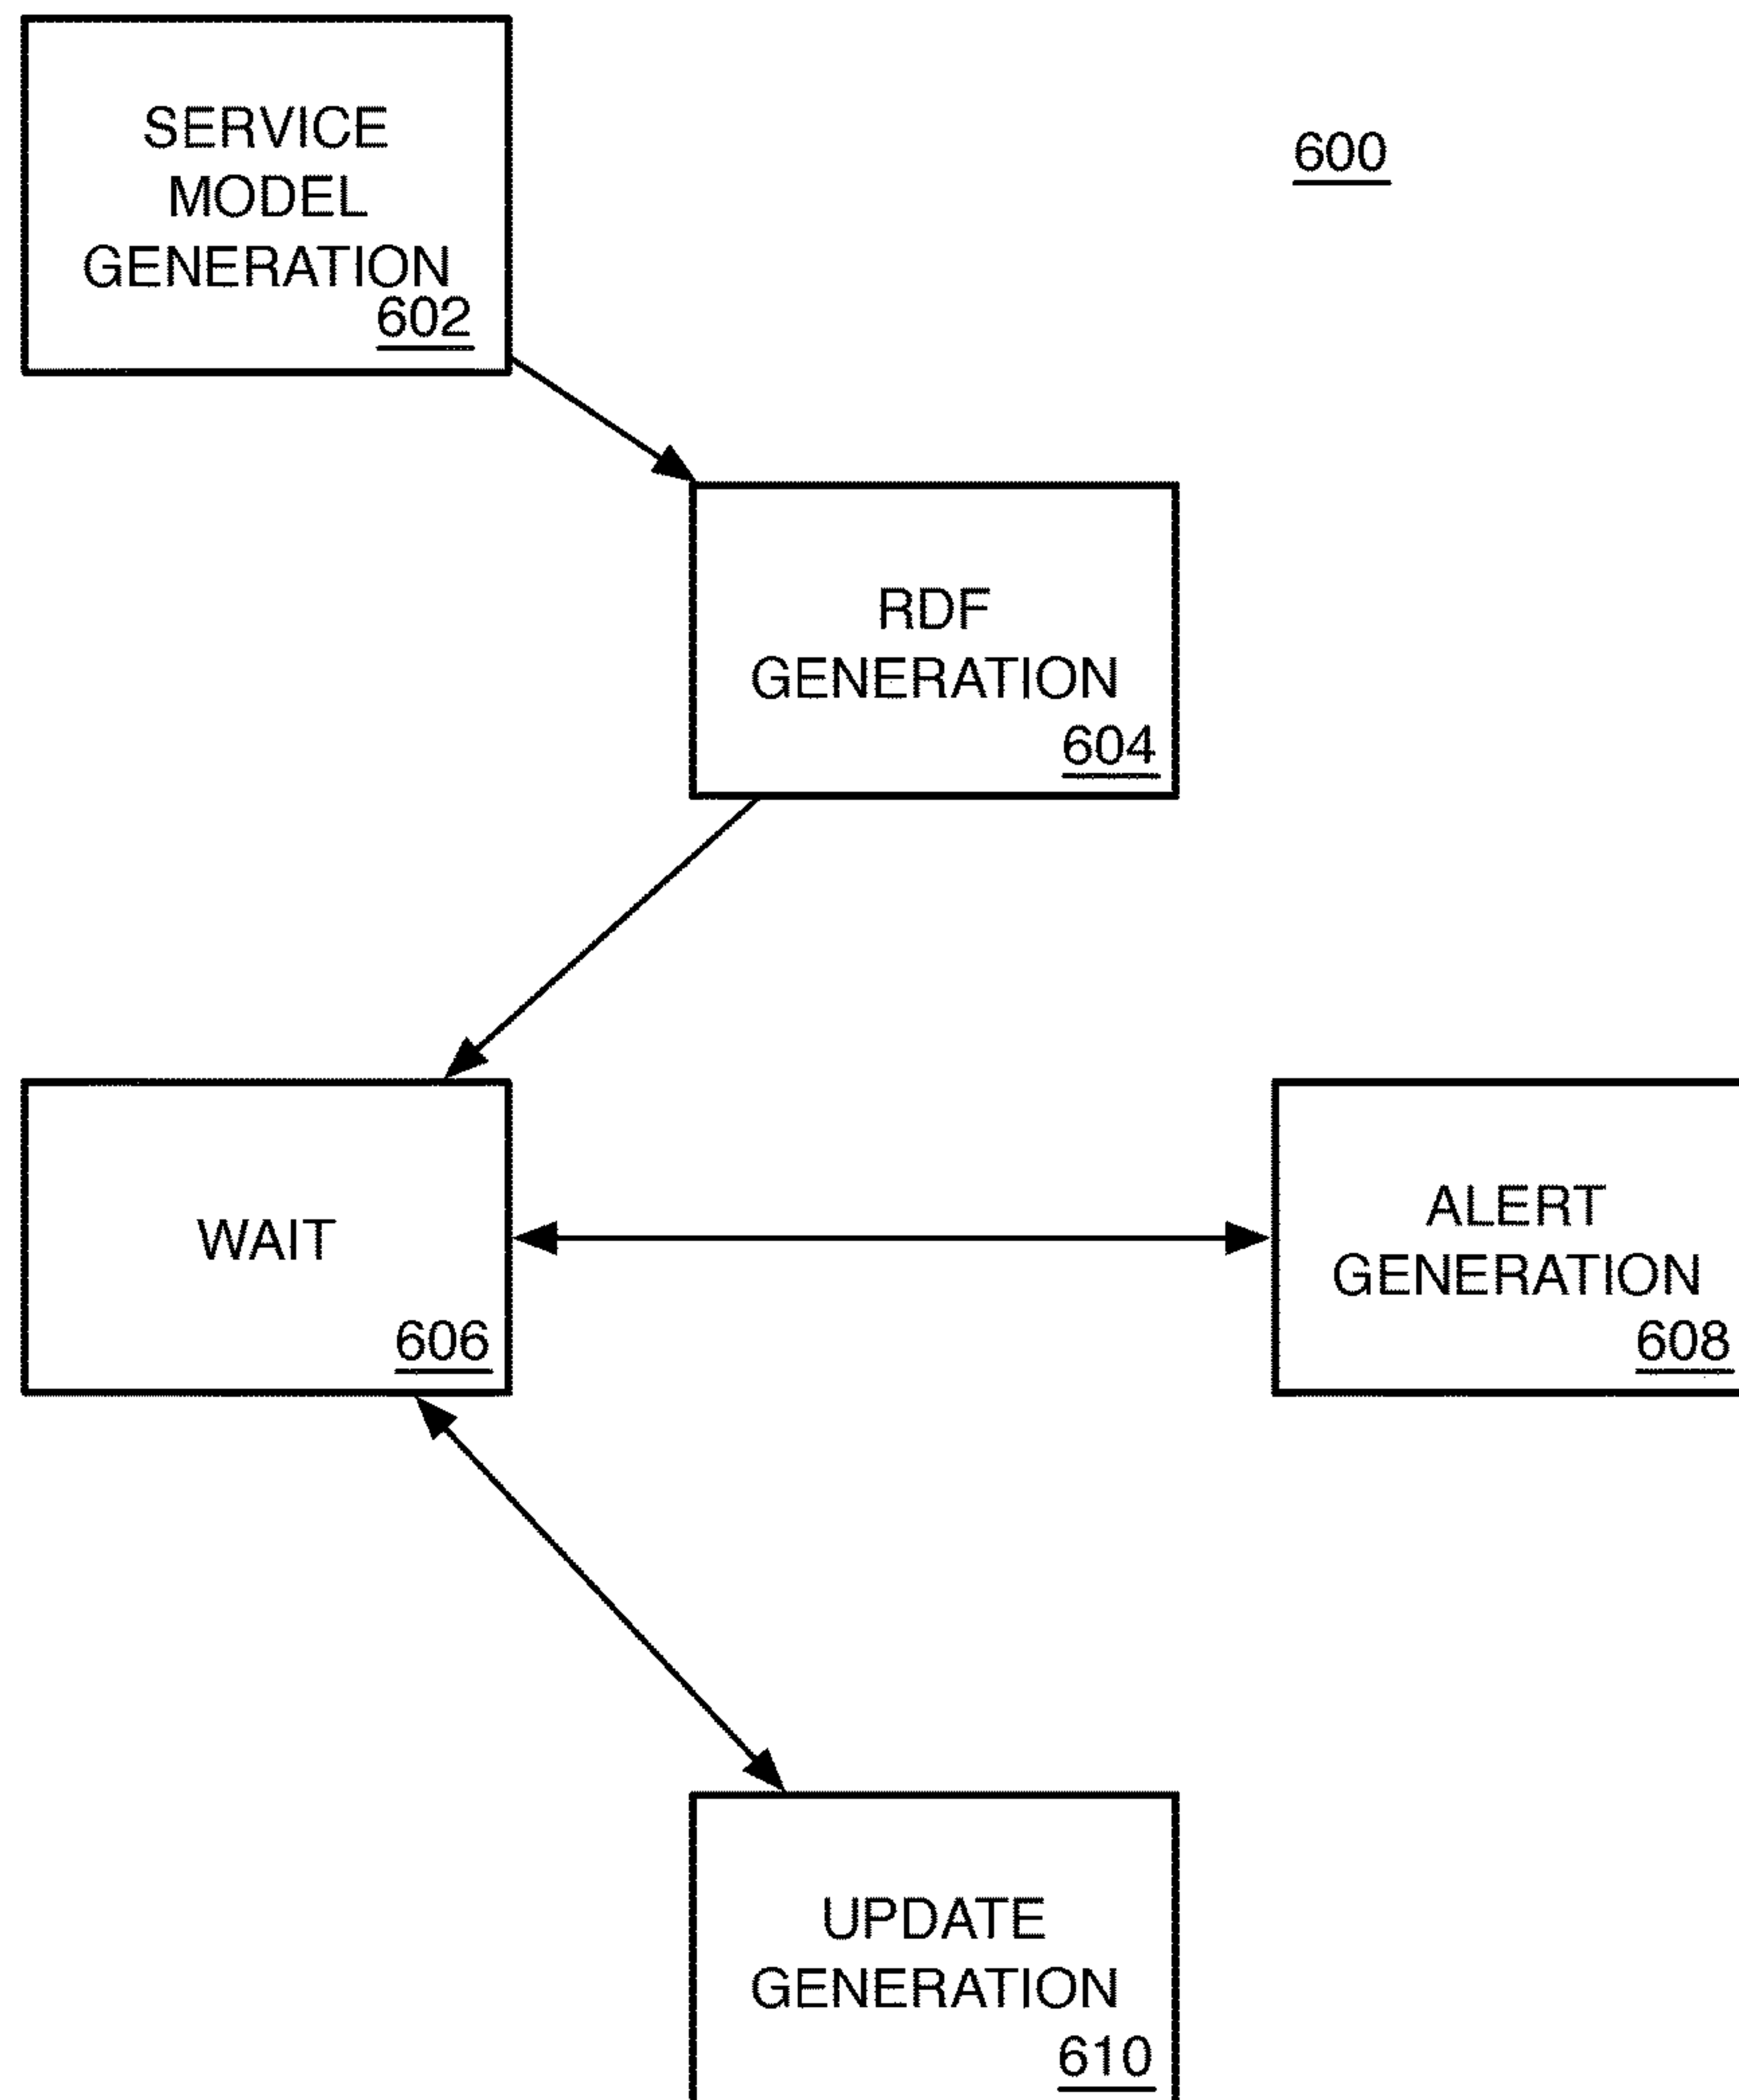 SERVICE
MODEL
GENERATION
602
600
RDF
GENERATION
604
WAIT
606
ALERT
GENERATION
608
UPDATE
GENERATION
610